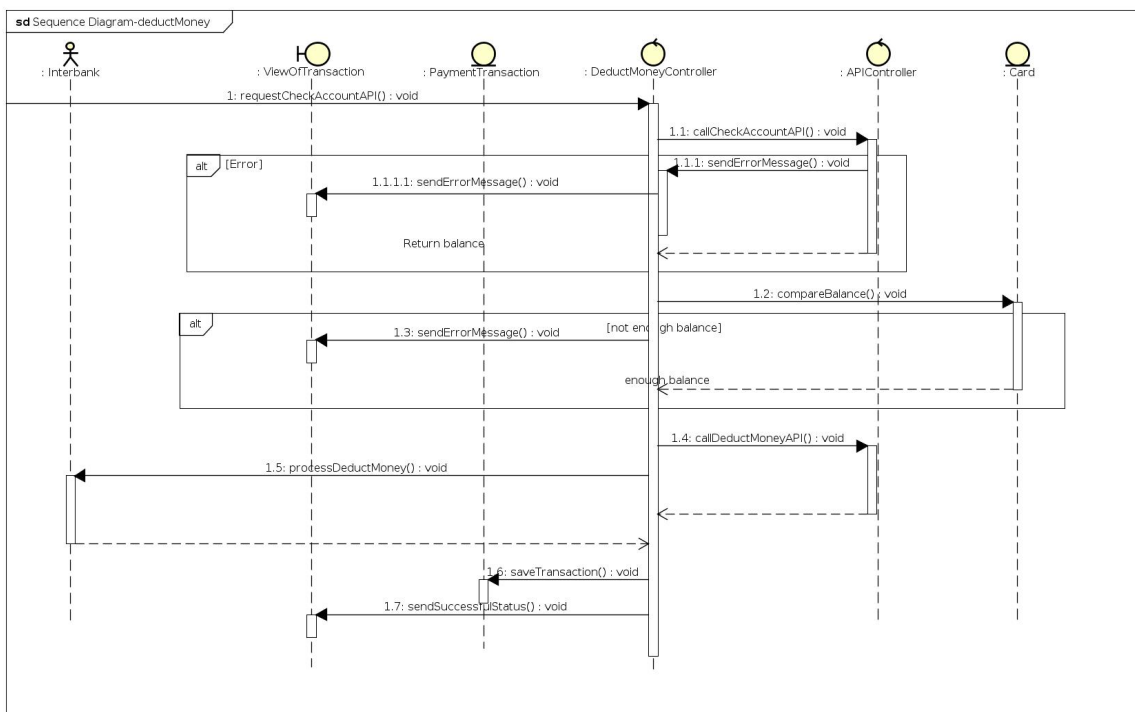 sd Sequence Diagram-deductMoney
: Interbank
: ViewOfTransaction
: PaymentTransaction
: DeductMoneyController
: APIController
: Card
1: requestCheckAccountAPI() : void
1.1: callCheckAccountAPI() : void
alt
[Error]
1.1.1: sendErrorMessage() : void
1.1.1.1: sendErrorMessage() : void
Return balance
1.2: compareBalance() : void
alt
[not enough balance]
1.3: sendErrorMessage() : void
enough balance
1.4: callDeductMoneyAPI() : void
1.5: processDeductMoney() : void
1.6: saveTransaction() : void
1.7: sendSuccessfulStatus() : void